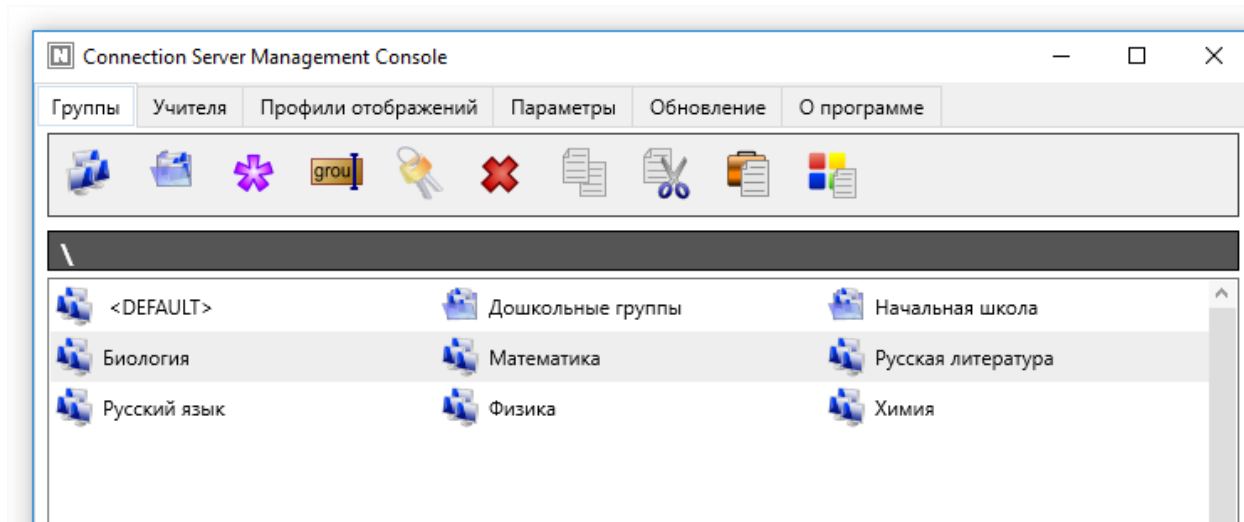 Connection Server Management Console
Группы Учителя Профили отображений Параметры Обновление О программе
grou
\
<DEFAULT> Дошкольные группы Начальная школа
Биология Математика Русская литература
Русский язык Физика Химия